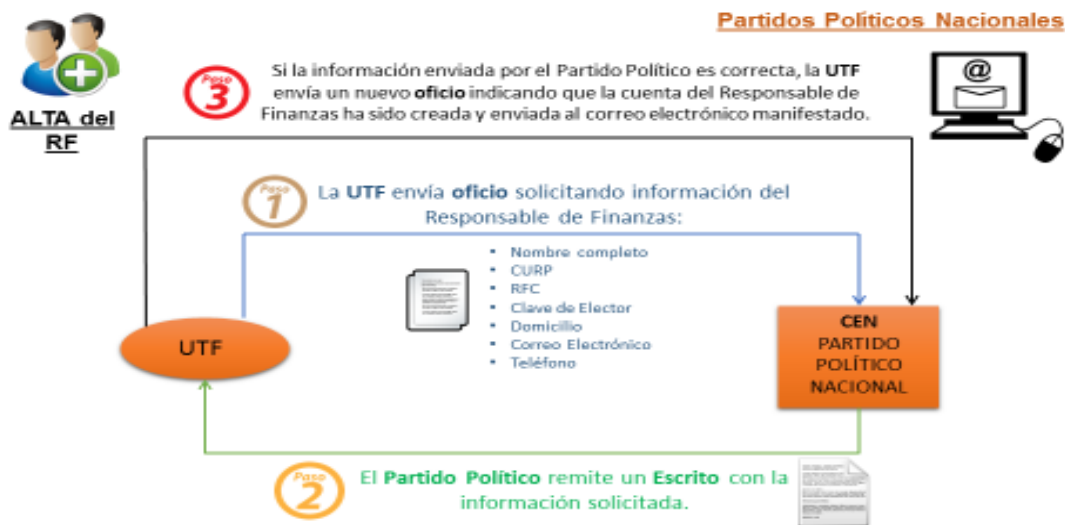 Partidos Políticos Nacionales
ALTA del
RF
Paso
3
Si la información enviada por el Partido Político es correcta, la UTF
envía un nuevo oficio indicando que la cuenta del Responsable de
Finanzas ha sido creada y enviada al correo electrónico manifestado.
@
Paso
1
La UTF envía oficio solicitando información del
Responsable de Finanzas:
• Nombre completo
• CURP
• RFC
• Clave de Elector
• Domicilio
• Correo Electrónico
• Teléfono
UTF
CEN
PARTIDO
POLÍTICO
NACIONAL
Paso
2
El Partido Político remite un Escrito con la
información solicitada.